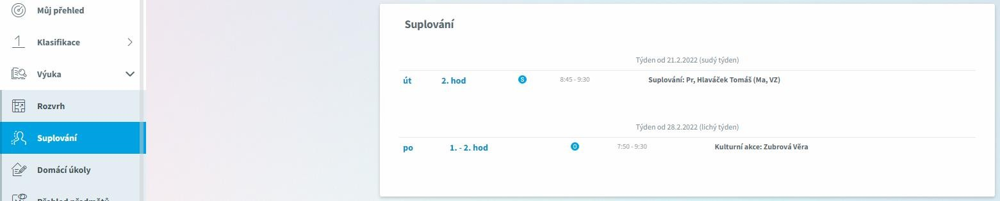 Můj přehled
Klasifikace
Výuka
Rozvrh
Suplování
Domácí úkoly
Přehled předmětů
Suplování
Týden od 21.2.2022 (sudý týden)
út 2. hod S 8:45 - 9:30 Suplování: Pr, Hlaváček Tomáš (Ma, VZ)
Týden od 28.2.2022 (lichý týden)
po 1. - 2. hod O 7:50 - 9:30 Kulturní akce: Zubrová Věra